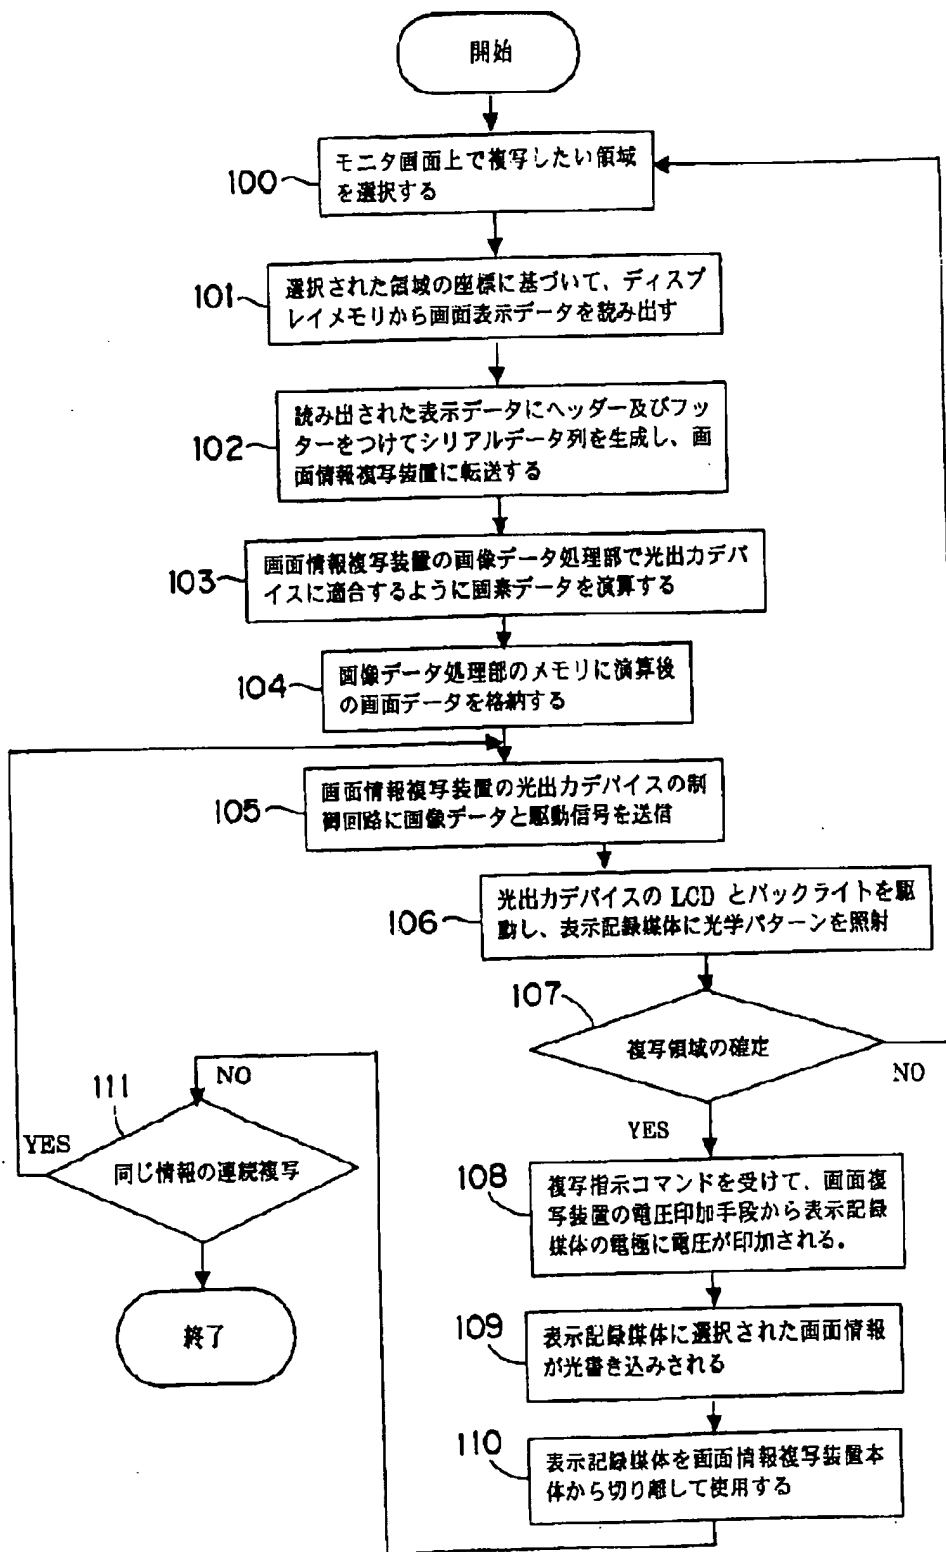 開始
100
モニタ画面上で複写したい領域
を選択する
101
選択された領域の座標に基づいて、ディスプ
レイメモリから画面表示データを読み出す
102
読み出された表示データにヘッダー及びフッ
ターをつけてシリアルデータ列を生成し、画
面情報複写装置に転送する
103
画面情報複写装置の画像データ処理部で光出力デバ
イスに適合するように画素データを演算する
104
画像データ処理部のメモリに演算後
の画面データを格納する
105
画面情報複写装置の光出力デバイスの制
御回路に画像データと駆動信号を送信
106
光出力デバイスの LCD とバックライトを駆
動し、表示記録媒体に光学パターンを照射
107
複写領域の確定
NO
YES
108
複写指示コマンドを受けて、画面複
写装置の電圧印加手段から表示記録
媒体の電極に電圧が印加される。
109
表示記録媒体に選択された画面情報
が光書き込みされる
110
表示記録媒体を画面情報複写装置本
体から切り離して使用する
111
NO
YES
同じ情報の連続複写
終了